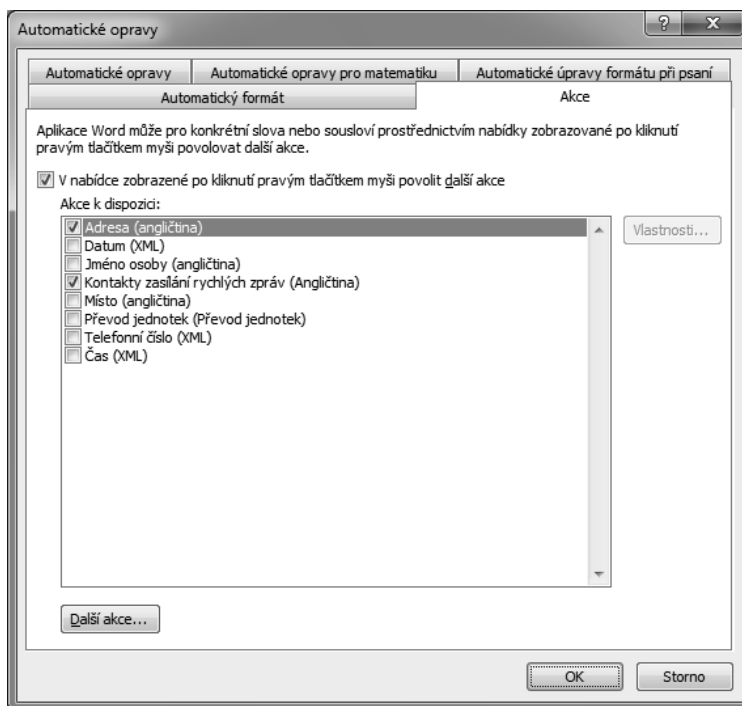 Automatické opravy
Automatické opravy
Automatické opravy pro matematiku
Automatické úpravy formátu při psaní
Automatický formát
Akce
Aplikace Word může pro konkrétní slova nebo sousloví prostřednictvím nabídky zobrazované po kliknutí
pravým tlačítkem myši povolovat další akce.
V nabídce zobrazené po kliknutí pravým tlačítkem myši povolit další akce
Akce k dispozici:
Adresa (angličtina)
Vlastnosti...
Datum (XML)
Jméno osoby (angličtina)
Kontakty zasílání rychlých zpráv (Angličtina)
Místo (angličtina)
Převod jednotek (Převod jednotek)
Telefonní číslo (XML)
Čas (XML)
Další akce...
OK
Storno